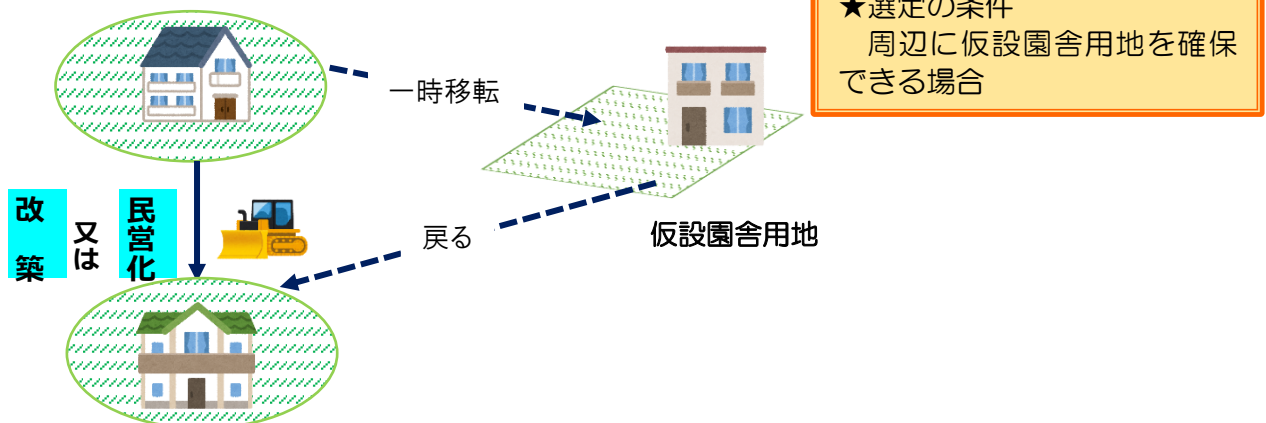 ★選定の条件
周辺に仮設園舎用地を確保
できる場合
一時移転
改築
又は
民営化
戻る
仮設園舎用地